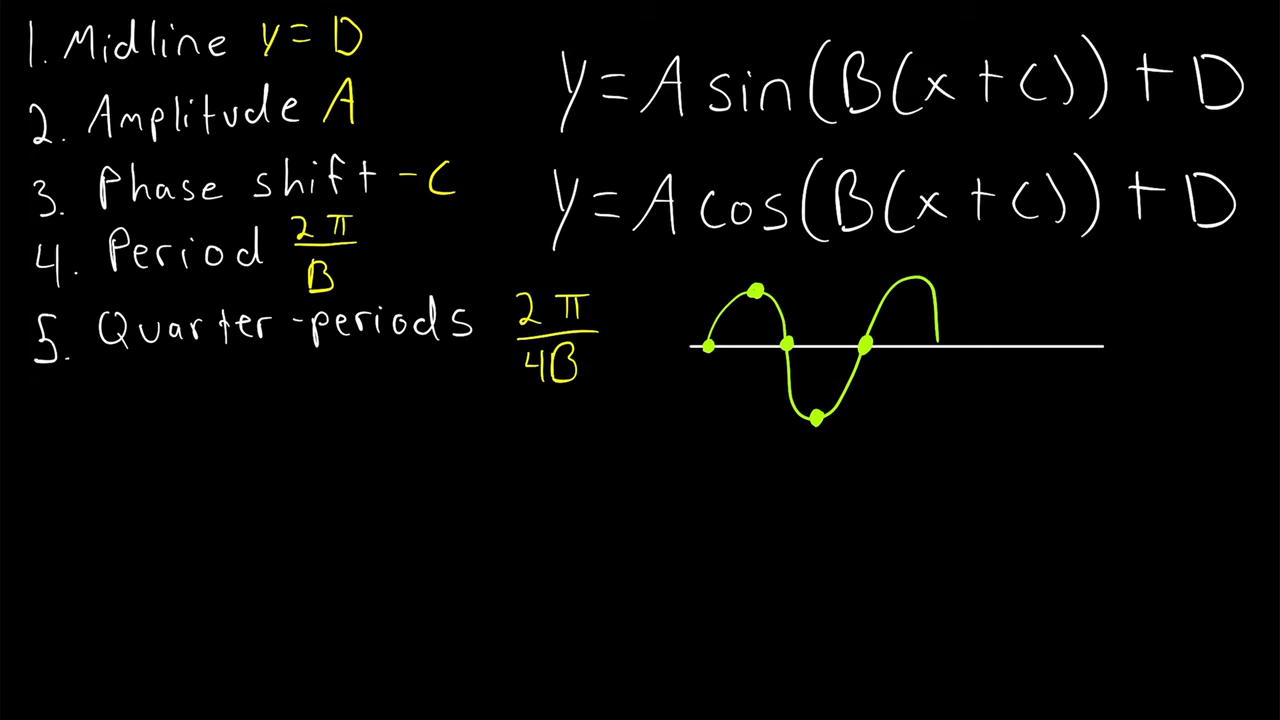 1. Midline y = D
2. Amplitude A
3. Phase shift -C
4. Period 2π/B
5. Quarter-periods 2π/4B
y = A sin(B(x+C)) + D
y = A cos(B(x+C)) + D